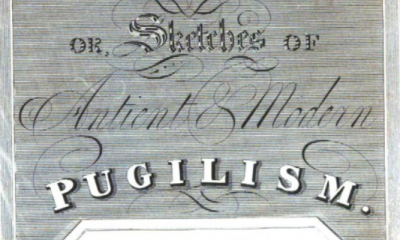 OR, Sketches OF
Antient & Modern
PUGILISM.